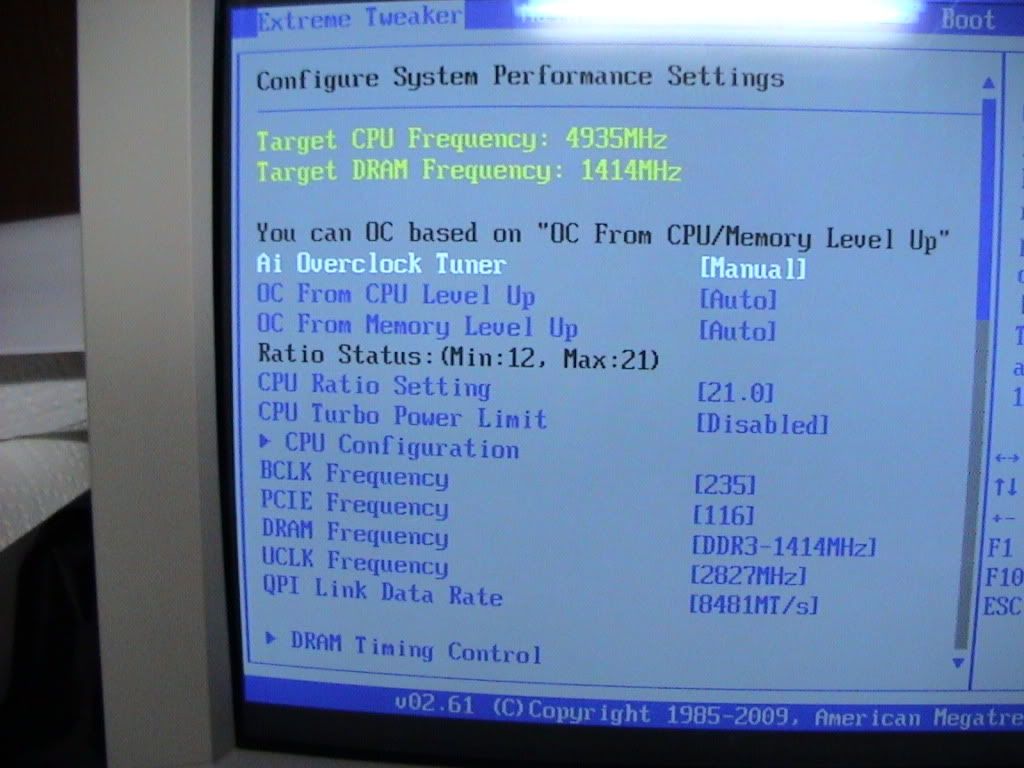 Extreme Tweaker Boot
Configure System Performance Settings
Target CPU Frequency: 4935MHz
Target DRAM Frequency: 1414MHz
You can OC based on "OC From CPU/Memory Level Up"
Ai Overclock Tuner [Manual]
OC From CPU Level Up [Auto]
OC From Memory Level Up [Auto]
Ratio Status:(Min:12, Max:21)
CPU Ratio Setting [21.0]
CPU Turbo Power Limit [Disabled]
CPU Configuration
BCLK Frequency [235]
PCIE Frequency [116]
DRAM Frequency [DDR3-1414MHz]
UCLK Frequency [2827MHz]
QPI Link Data Rate [8481MT/s]
DRAM Timing Control
F1
F10
ESC
v02.61 (C)Copyright 1985-2009, American Megatre